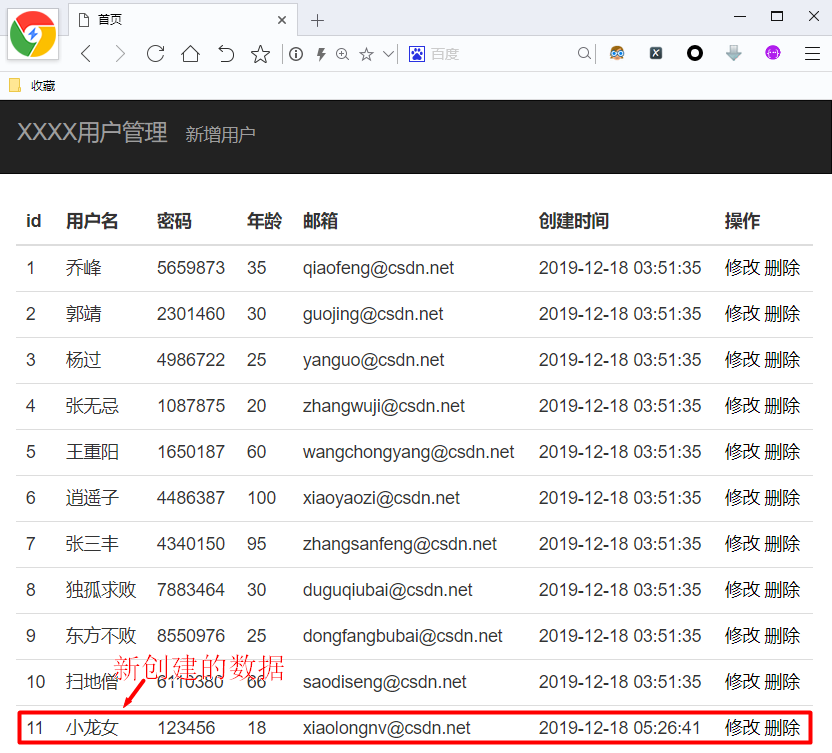 首页
百度
收藏
XXXX用户管理 新增用户
id 用户名 密码 年龄 邮箱 创建时间 操作
1 乔峰 5659873 35 qiaofeng@csdn.net 2019-12-18 03:51:35 修改 删除
2 郭靖 2301460 30 guojing@csdn.net 2019-12-18 03:51:35 修改 删除
3 杨过 4986722 25 yanguo@csdn.net 2019-12-18 03:51:35 修改 删除
4 张无忌 1087875 20 zhangwuji@csdn.net 2019-12-18 03:51:35 修改 删除
5 王重阳 1650187 60 wangchongyang@csdn.net 2019-12-18 03:51:35 修改 删除
6 逍遥子 4486387 100 xiaoyaozi@csdn.net 2019-12-18 03:51:35 修改 删除
7 张三丰 4340150 95 zhangsanfeng@csdn.net 2019-12-18 03:51:35 修改 删除
8 独孤求败 7883464 30 duguqiubai@csdn.net 2019-12-18 03:51:35 修改 删除
9 东方不败 8550976 25 dongfangbubai@csdn.net 2019-12-18 03:51:35 修改 删除
新创建的数据
10 扫地僧 6110380 66 saodiseng@csdn.net 2019-12-18 03:51:35 修改 删除
11 小龙女 123456 18 xiaolongnv@csdn.net 2019-12-18 05:26:41 修改 删除